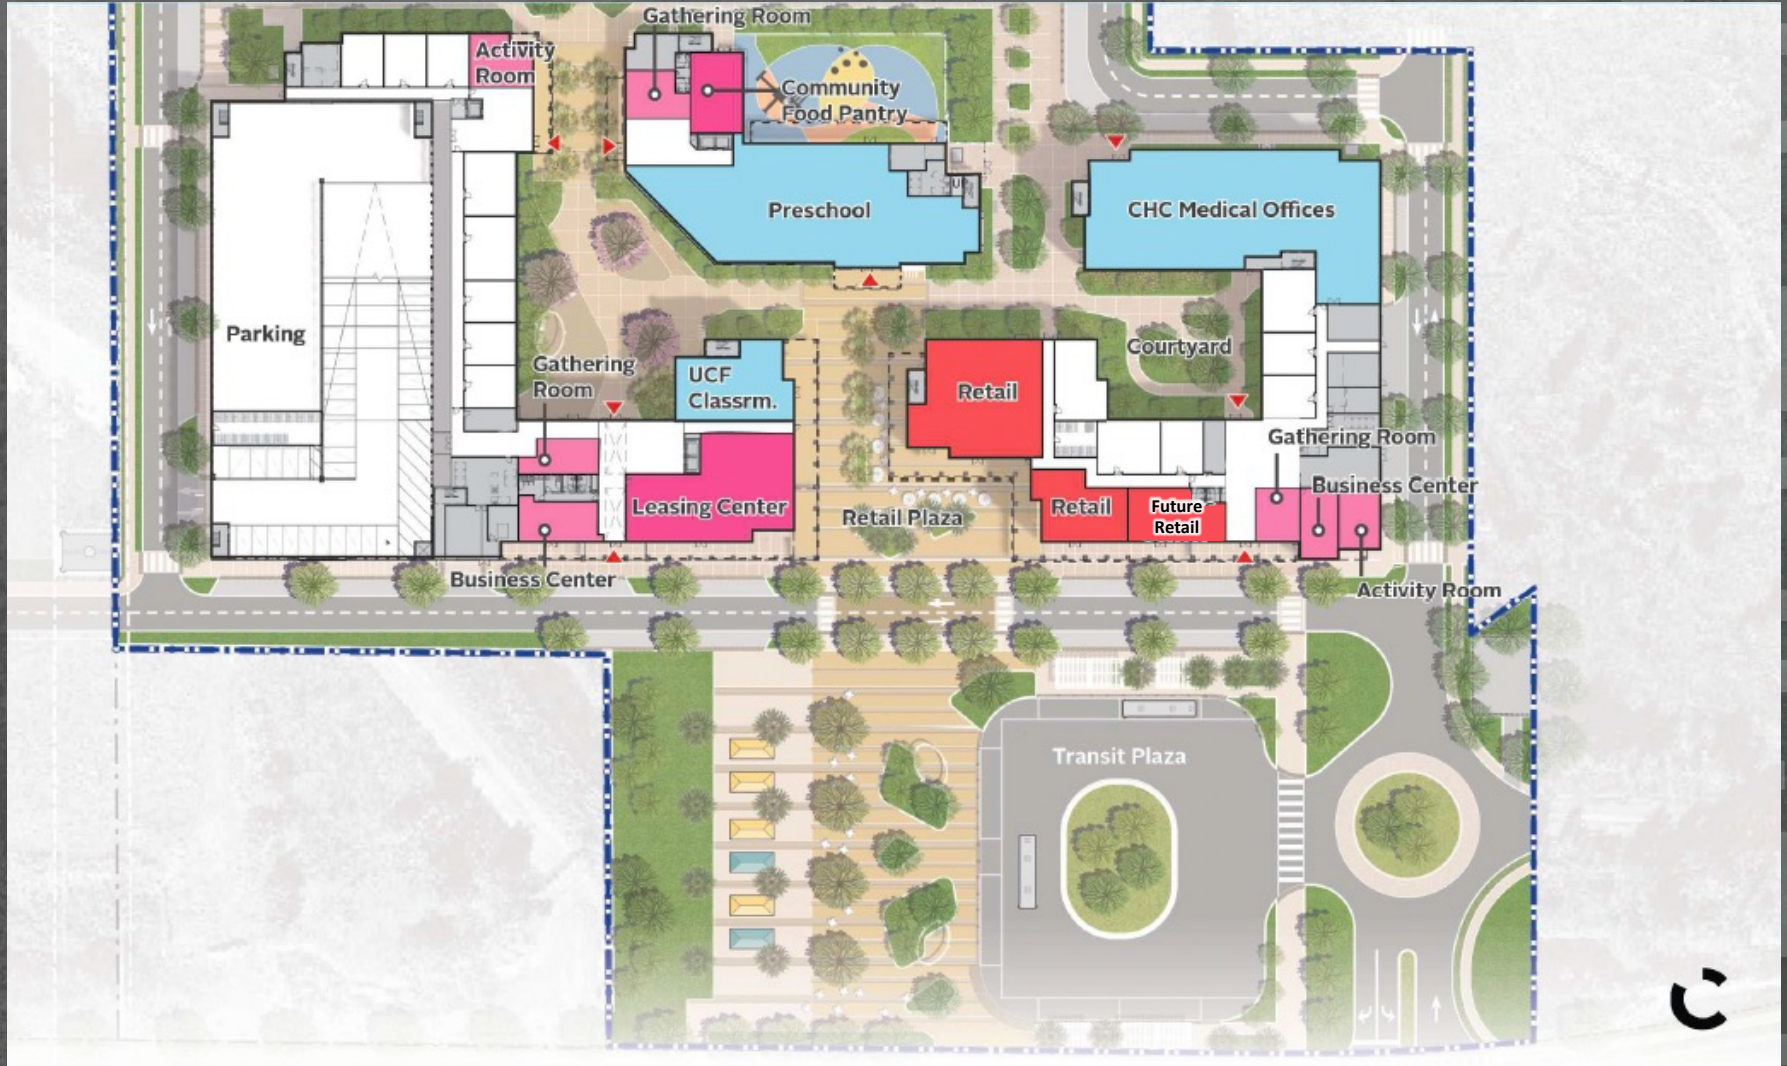 Gathering Room
Activity
Room
Community
Food Pantry
Preschool
UP
CHC Medical Offices
Parking
Gathering
Room
UCF
Classrm.
Retail
Courtyard
Gathering Room
Business Center
Leasing Center
Retail Plaza
Retail
Future
Retail
Business Center
Activity Room
Transit Plaza